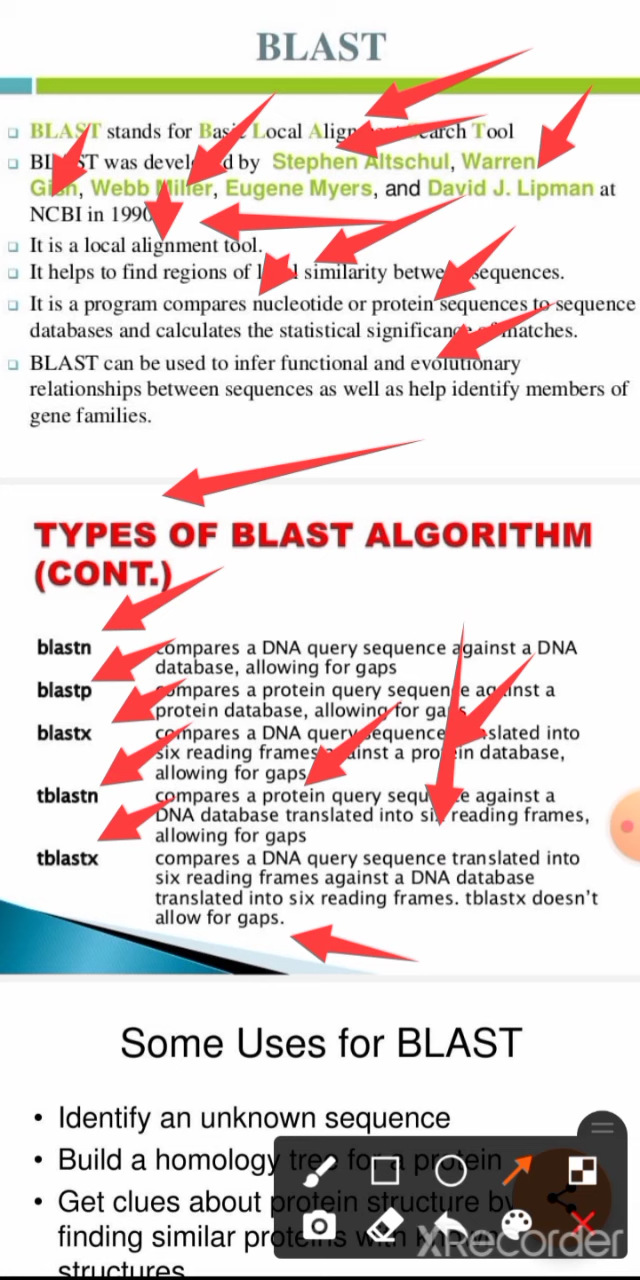 BLAST
BLAST stands for Basic Local Alignment Search Tool
BLAST was developed by Stephen Altschul, Warren
Gish, Webb Miller, Eugene Myers, and David J. Lipman at
NCBI in 1990.
It is a local alignment tool.
It helps to find regions of local similarity between sequences.
It is a program compares nucleotide or protein sequences to sequence
databases and calculates the statistical significance of matches.
BLAST can be used to infer functional and evolutionary
relationships between sequences as well as help identify members of
gene families.
TYPES OF BLAST ALGORITHM
(CONT.)
blastn compares a DNA query sequence against a DNA
database, allowing for gaps
blastp compares a protein query sequence against a
protein database, allowing for gaps
blastx compares a DNA query sequence translated into
six reading frames against a protein database,
allowing for gaps
tblastn compares a protein query sequence against a
DNA database translated into six reading frames,
allowing for gaps
tblastx compares a DNA query sequence translated into
six reading frames against a DNA database
translated into six reading frames. tblastx doesn't
allow for gaps.
Some Uses for BLAST
• Identify an unknown sequence
• Build a homology tree for a protein
• Get clues about protein structure by
finding similar proteins with known
structures
XRecorder